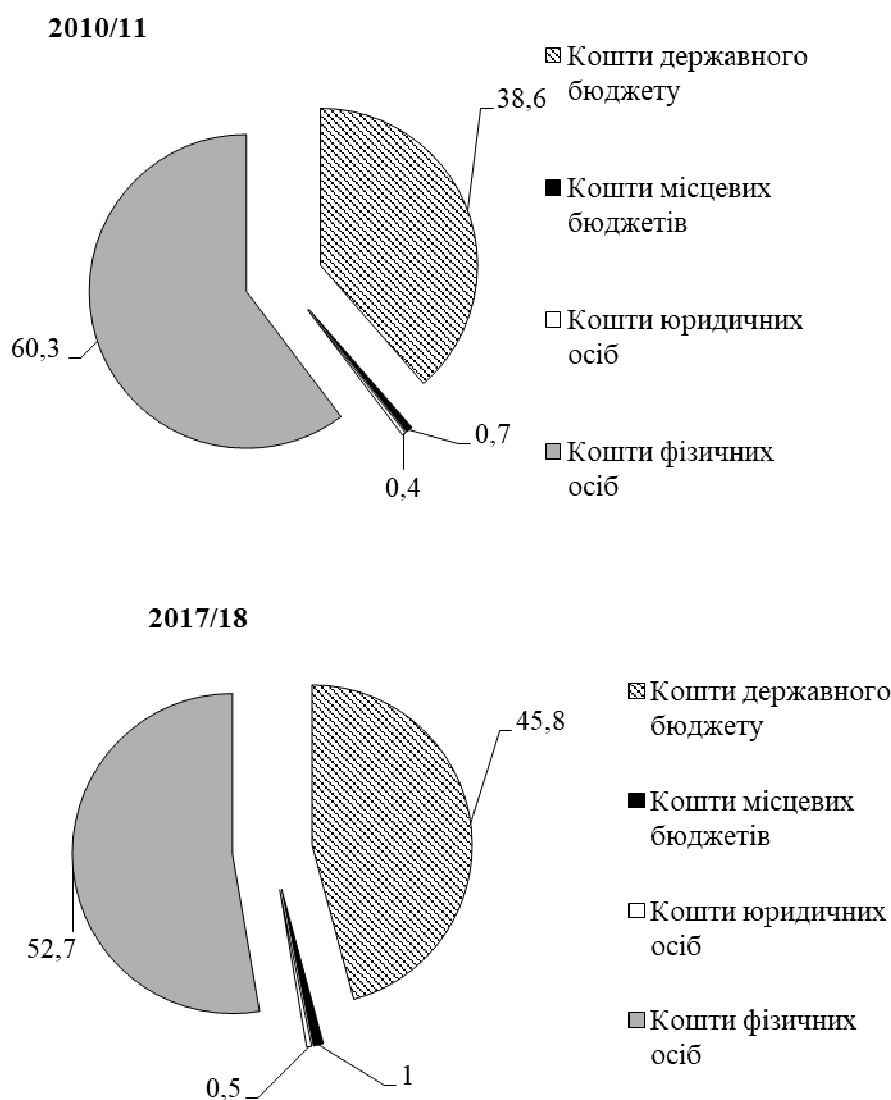 2010/11
Кошти державного
бюджету
38,6
Кошти місцевих
бюджетів
Кошти юридичних
осіб
60,3
0,7
Кошти фізичних
осіб
0,4
2017/18
Кошти державного
бюджету
45,8
Кошти місцевих
бюджетів
Кошти юридичних
осіб
52,7
Кошти фізичних
осіб
0,5
1